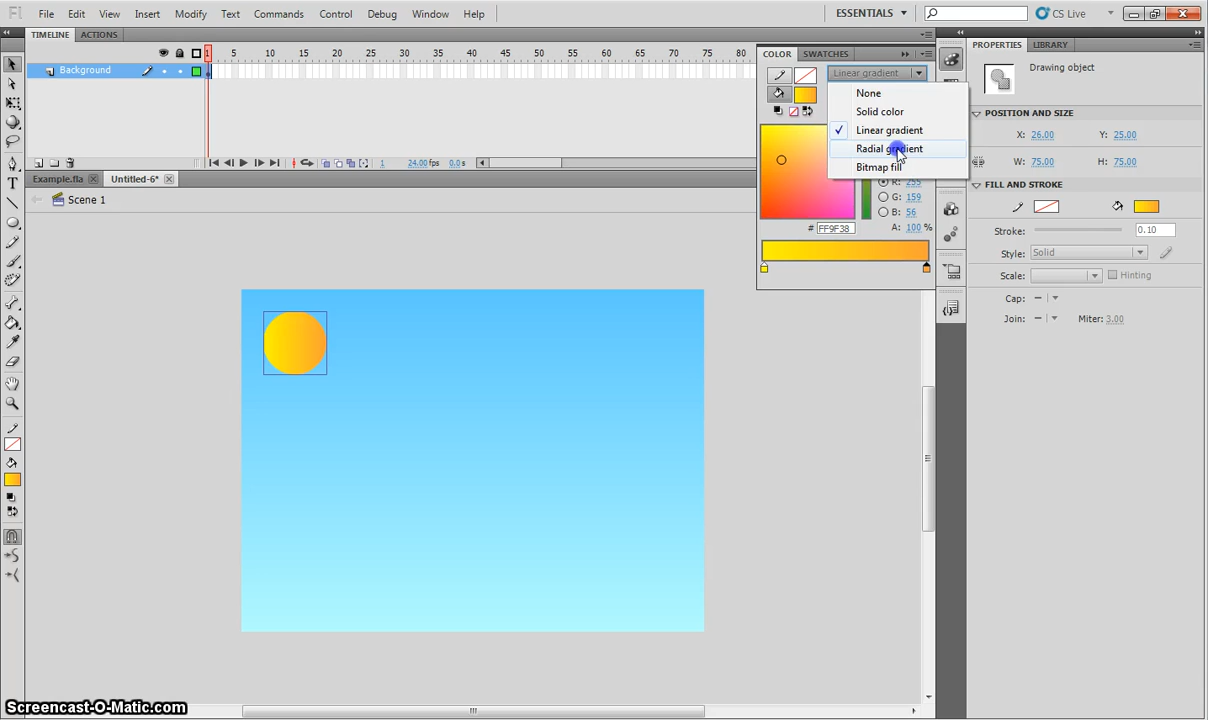 Fl File Edit View Insert Modify Text Commands Control Debug Window Help ESSENTIALS CS Live
TIMELINE ACTIONS
1 5 10 15 20 25 30 35 40 45 50 55 60 65 70 75 80
Background
1 24.00 fps 0.0 s
Example.fla Untitled-6*
Scene 1
COLOR SWATCHES
Linear gradient
None
Solid color
Linear gradient
Radial gradient
Bitmap fill
R: 255
G: 159
B: 56
# FF9F38 A: 100 %
PROPERTIES LIBRARY
Drawing object
POSITION AND SIZE
X: 26.00 Y: 25.00
W: 75.00 H: 75.00
FILL AND STROKE
Stroke: 0.10
Style: Solid
Scale: Hinting
Cap:
Join: Miter: 3.00
Screencast-O-Matic.com